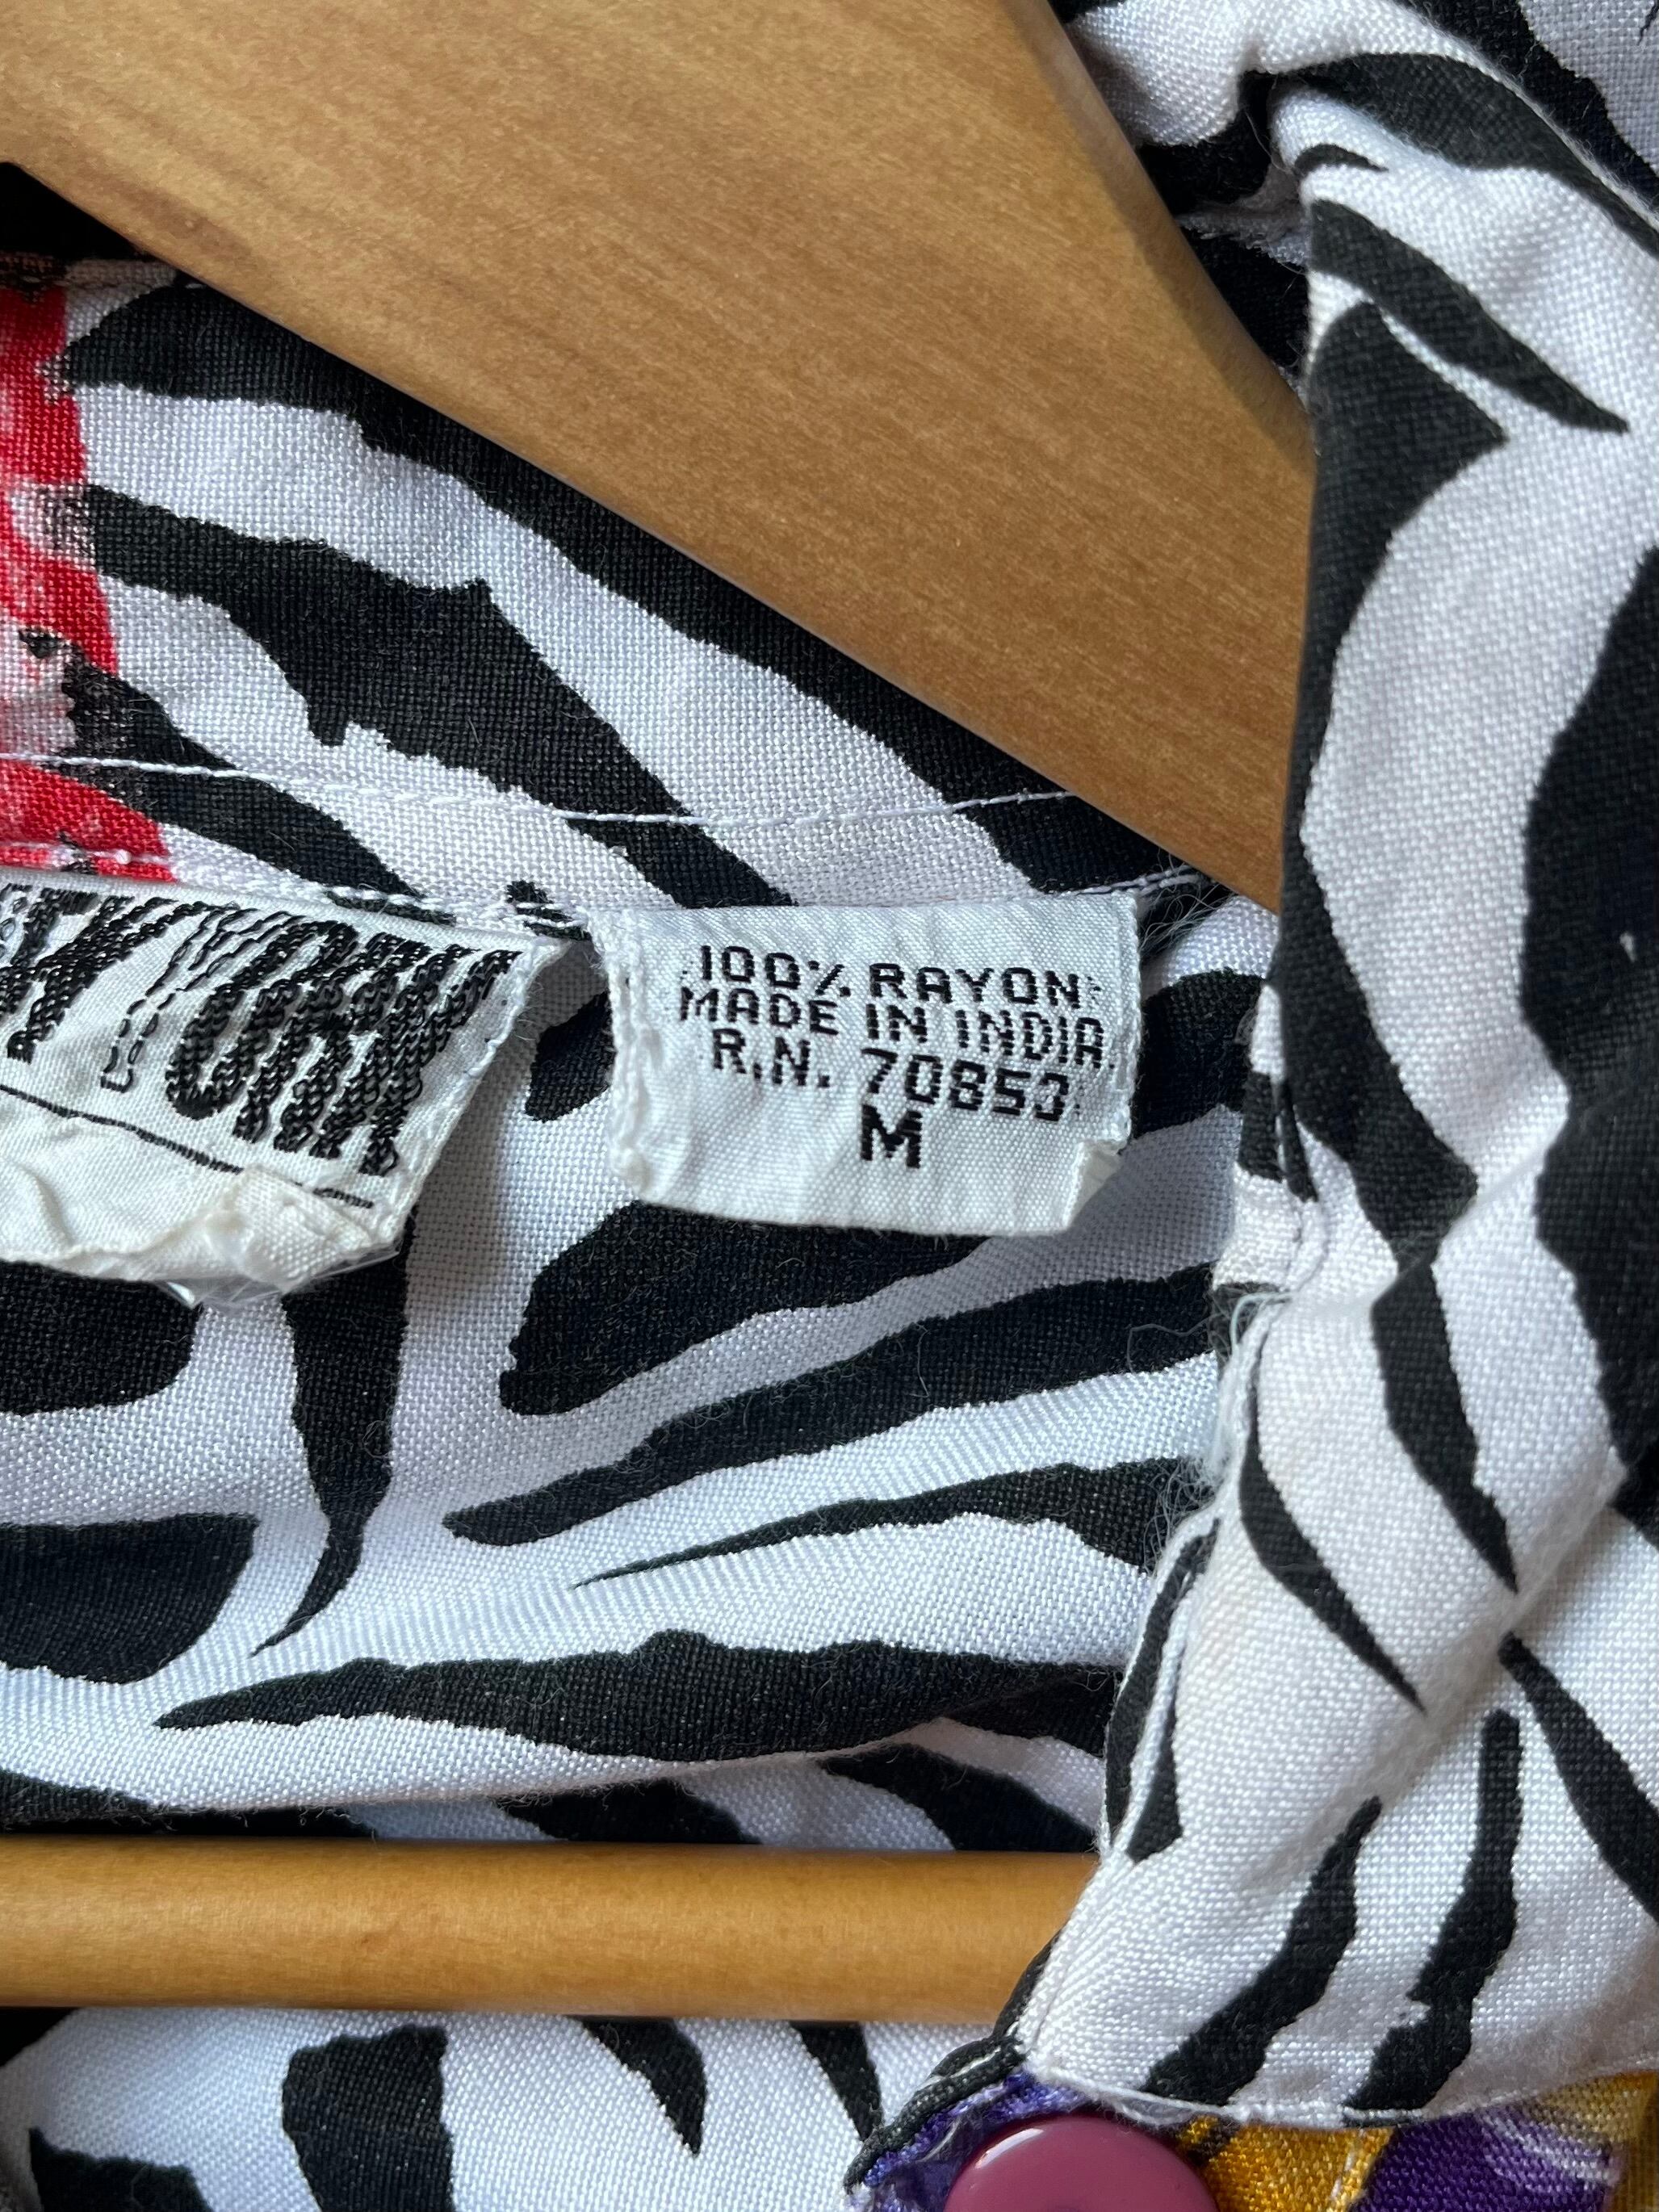 100% RAYON
MADE IN INDIA
R.N. 70853
M